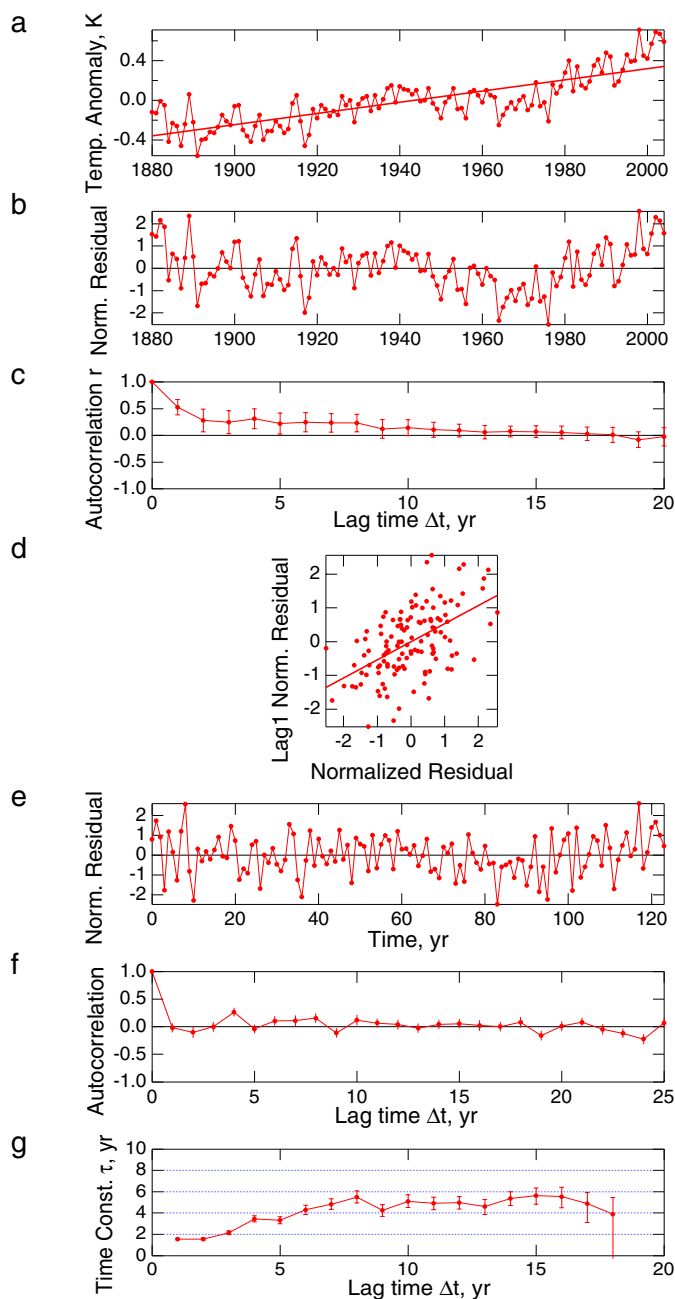 a
Temp. Anomaly, K
0.4
0.0
-0.4
1880 1900 1920 1940 1960 1980 2000
b
Norm. Residual
2
1
0
-1
-2
1880 1900 1920 1940 1960 1980 2000
c
Autocorrelation r
1.0
0.5
0.0
-0.5
-1.0
0 5 10 15 20
Lag time Δt, yr
d
Lag1 Norm. Residual
2
1
0
-1
-2
-2 -1 0 1 2
Normalized Residual
e
Norm. Residual
2
1
0
-1
-2
0 20 40 60 80 100 120
Time, yr
f
Autocorrelation
1.0
0.5
0.0
-0.5
-1.0
0 5 10 15 20 25
Lag time Δt, yr
g
Time Const. τ, yr
10
8
6
4
2
0
0 5 10 15 20
Lag time Δt, yr